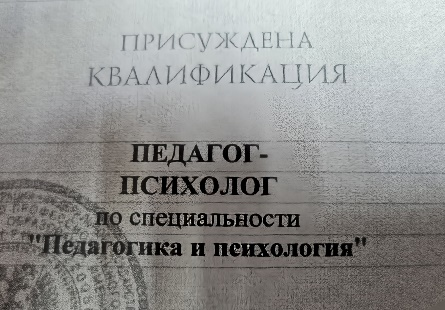 ПРИСУЖДЕНА
КВАЛИФИКАЦИЯ
ПЕДАГОГ-
ПСИХОЛОГ
по специальности
"Педагогика и психология"